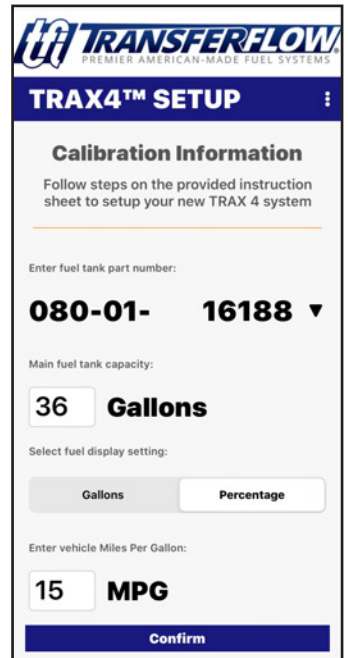 tfi TRANSFERFLOW.
PREMIER AMERICAN-MADE FUEL SYSTEMS
TRAX4™ SETUP
Calibration Information
Follow steps on the provided instruction
sheet to setup your new TRAX 4 system
Enter fuel tank part number:
080-01- 16188 ▼
Main fuel tank capacity:
36 Gallons
Select fuel display setting:
Gallons Percentage
Enter vehicle Miles Per Gallon:
15 MPG
Confirm